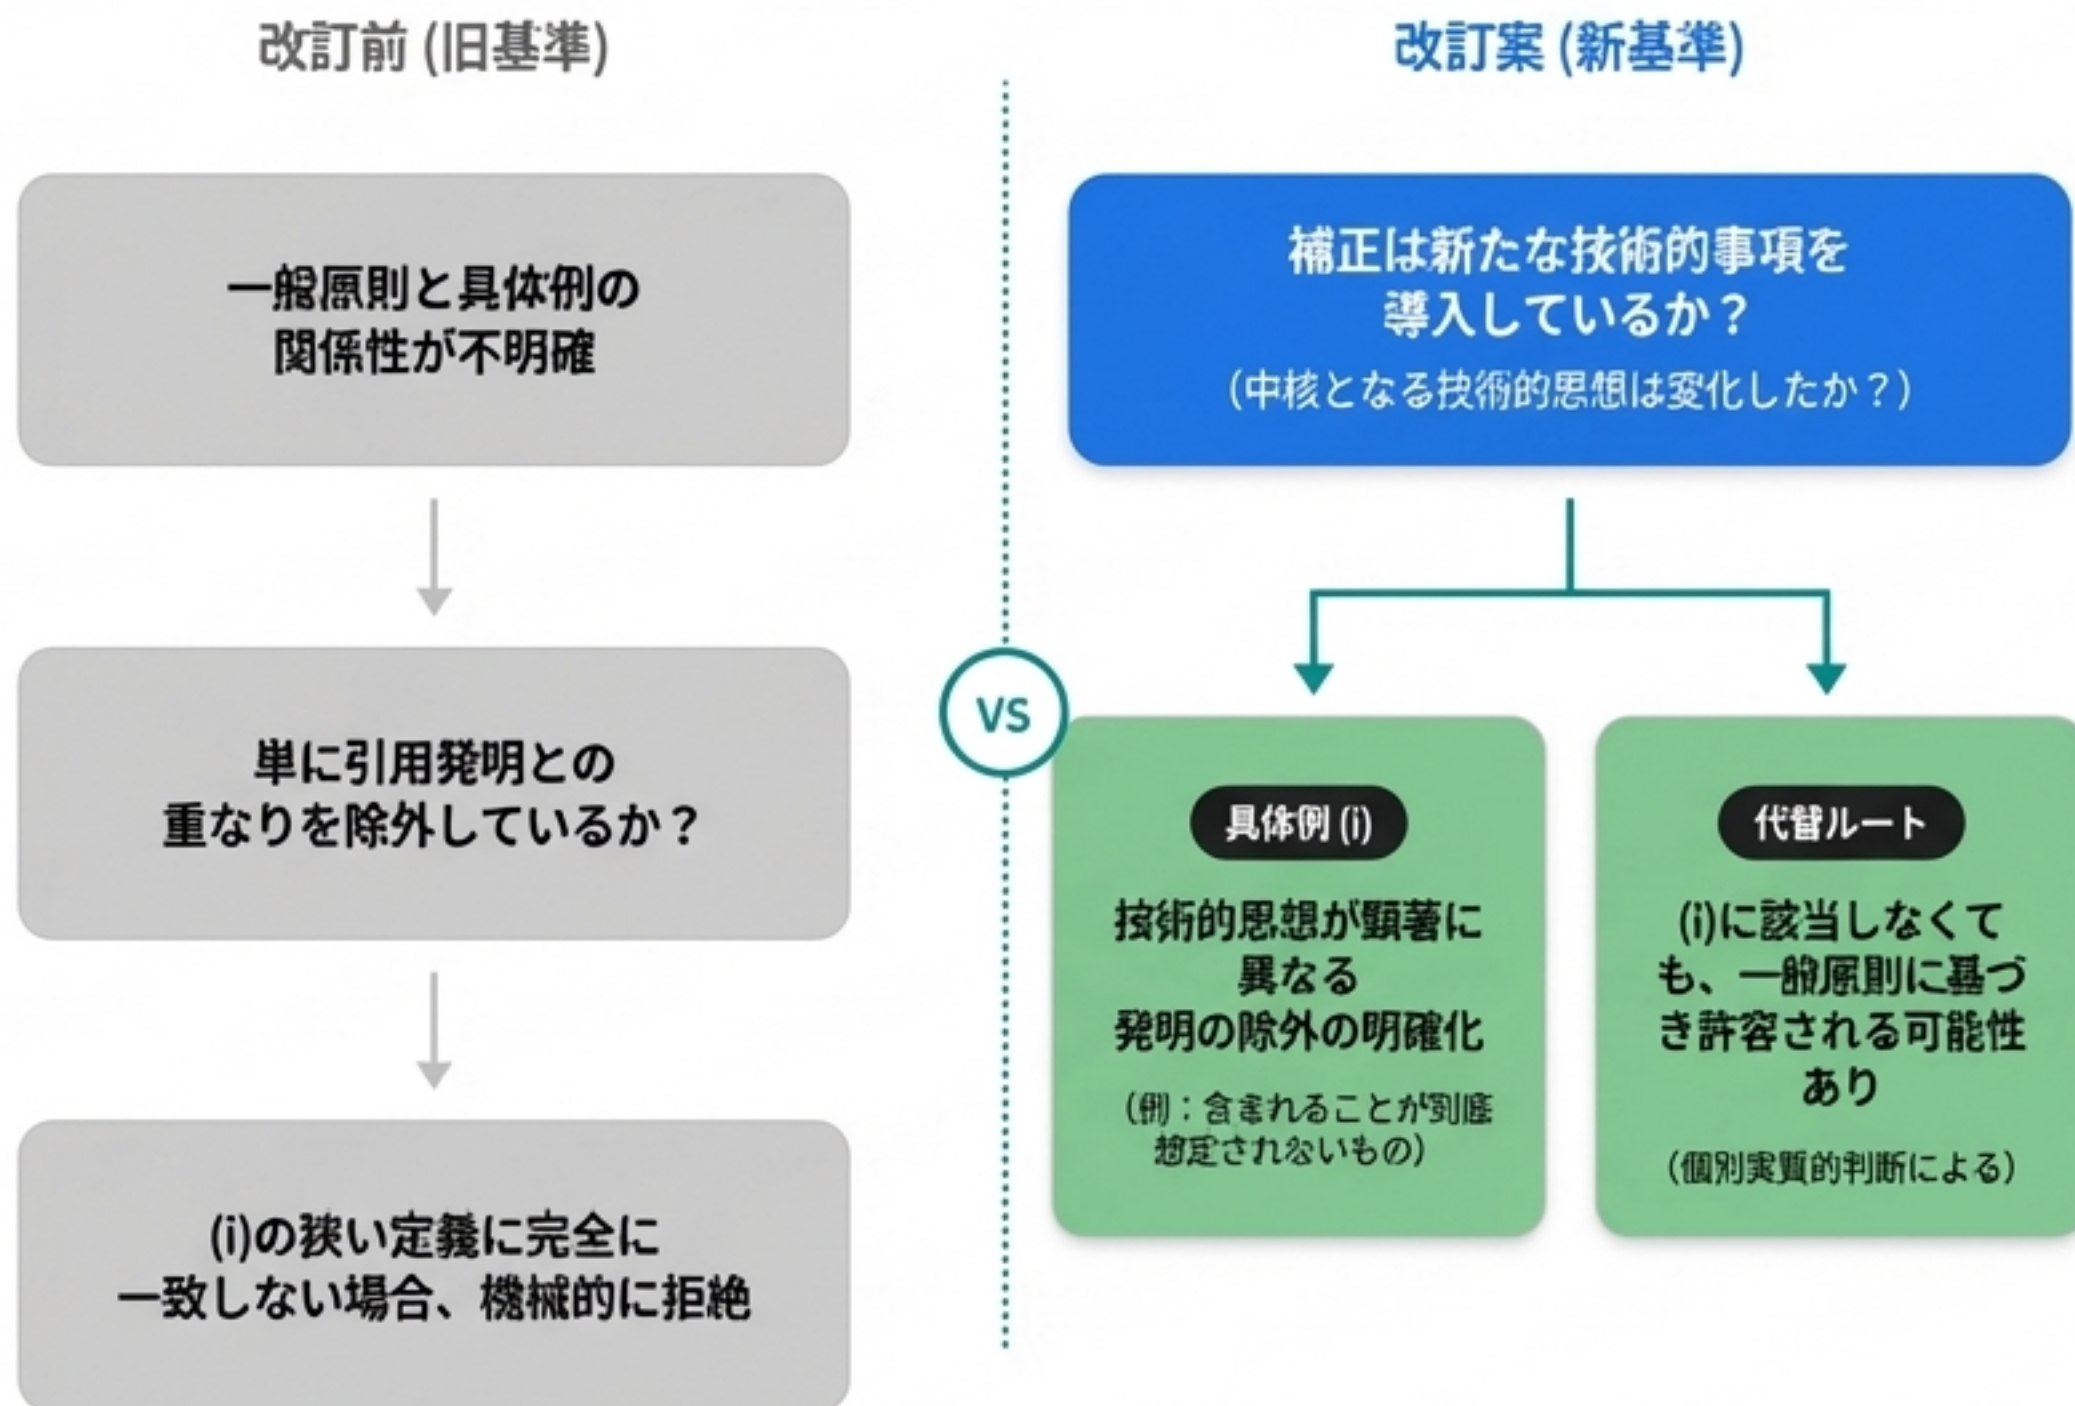 改訂前 (旧基準)
一般原則と具体例の
関係性が不明確
単に引用発明との
重なりを除外しているか？
(i)の狭い定義に完全に
一致しない場合、機械的に拒絶
VS
改訂案 (新基準)
補正は新たな技術的事項を
導入しているか？
（中核となる技術的思想は変化したか？）
具体例 (i)
技術的思想が顕著に
異なる
発明の除外の明確化
（例：含まれることが到底
想定されないもの）
代替ルート
(i)に該当しなくて
も、一般原則に基づ
き許容される可能性
あり
（個別実質的判断による）